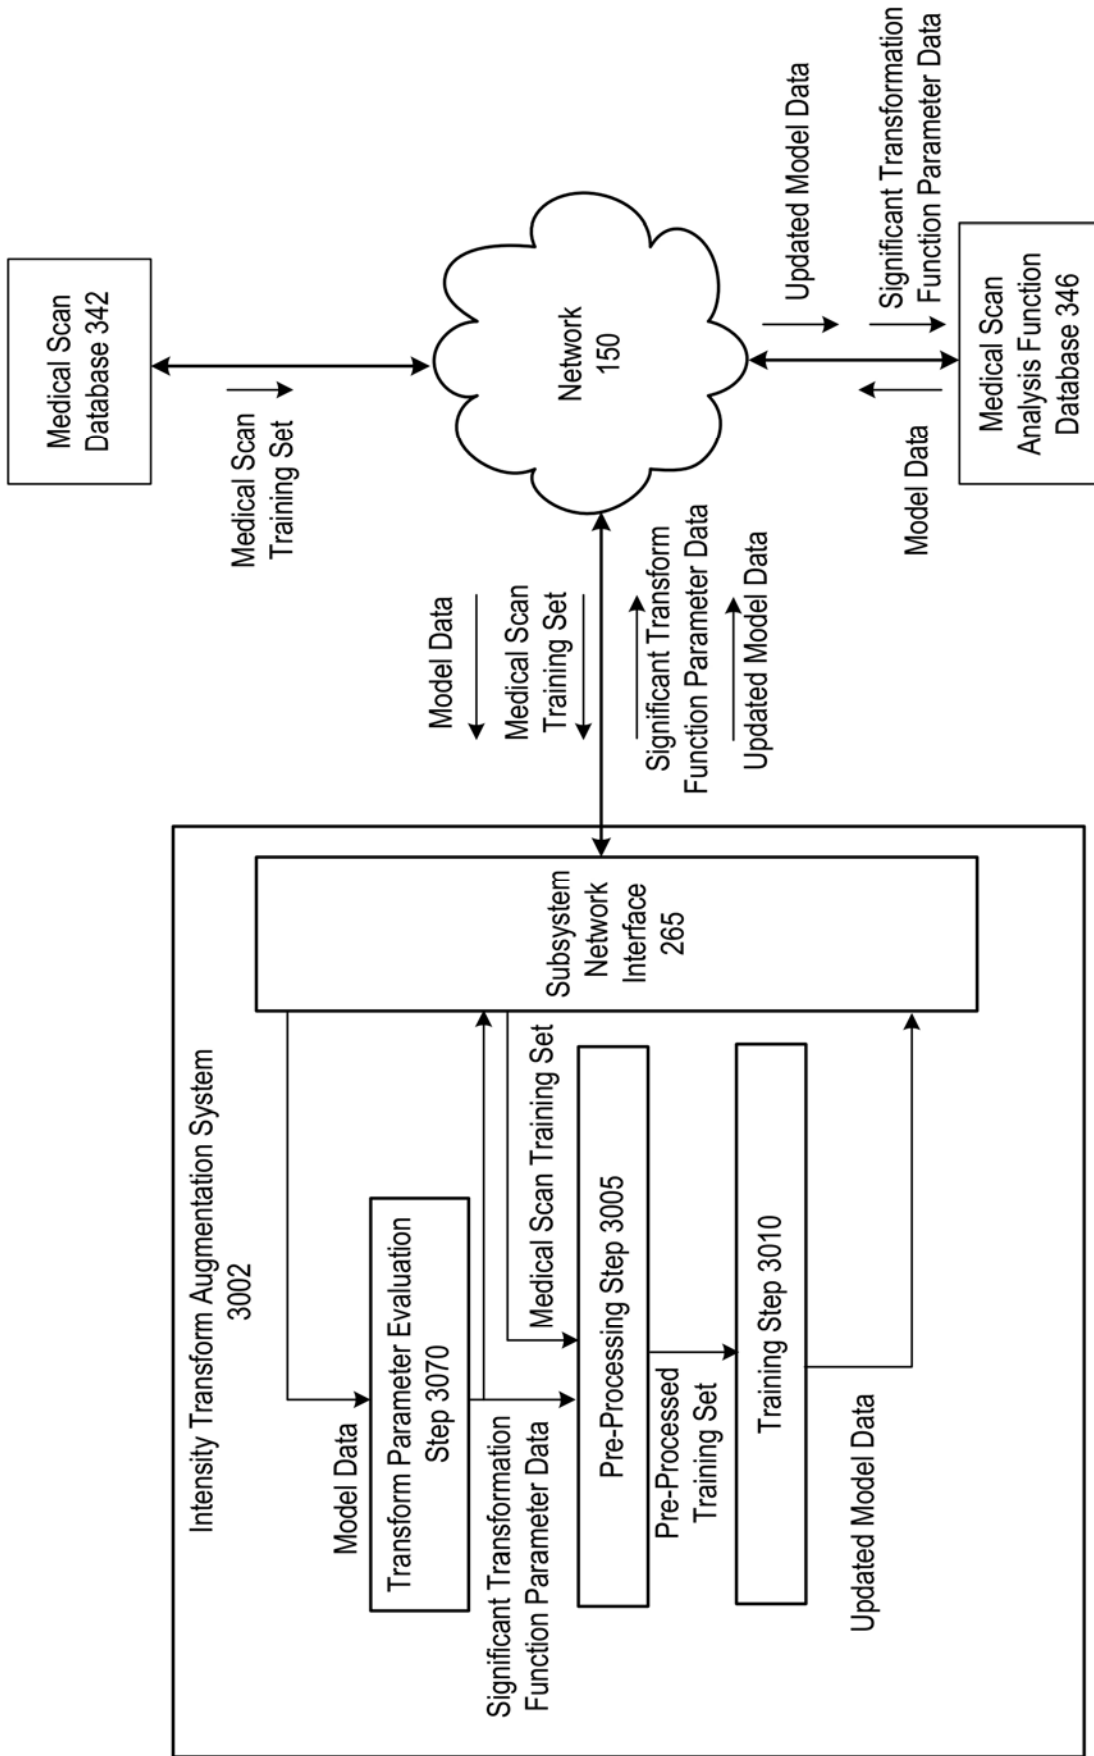 Intensity Transform Augmentation System
3002
Model Data
Transform Parameter Evaluation
Step 3070
Significant Transformation
Function Parameter Data
Medical Scan Training Set
Pre-Processing Step 3005
Pre-Processed
Training Set
Training Step 3010
Updated Model Data
Subsystem
Network
Interface
265
Model Data
Medical Scan
Training Set
Significant Transform
Function Parameter Data
Updated Model Data
Medical Scan
Database 342
Medical Scan
Training Set
Network
150
Updated Model Data
Significant Transformation
Function Parameter Data
Model Data
Medical Scan
Analysis Function
Database 346